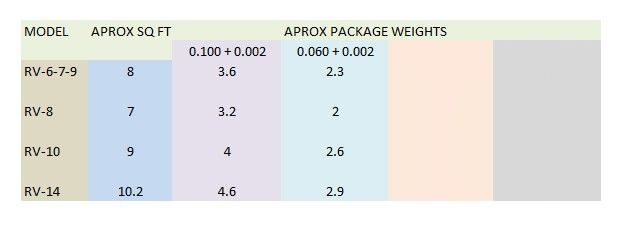 MODEL APROX SQ FT APROX PACKAGE WEIGHTS
0.100 + 0.002 0.060 + 0.002
RV-6-7-9 8 3.6 2.3
RV-8 7 3.2 2
RV-10 9 4 2.6
RV-14 10.2 4.6 2.9